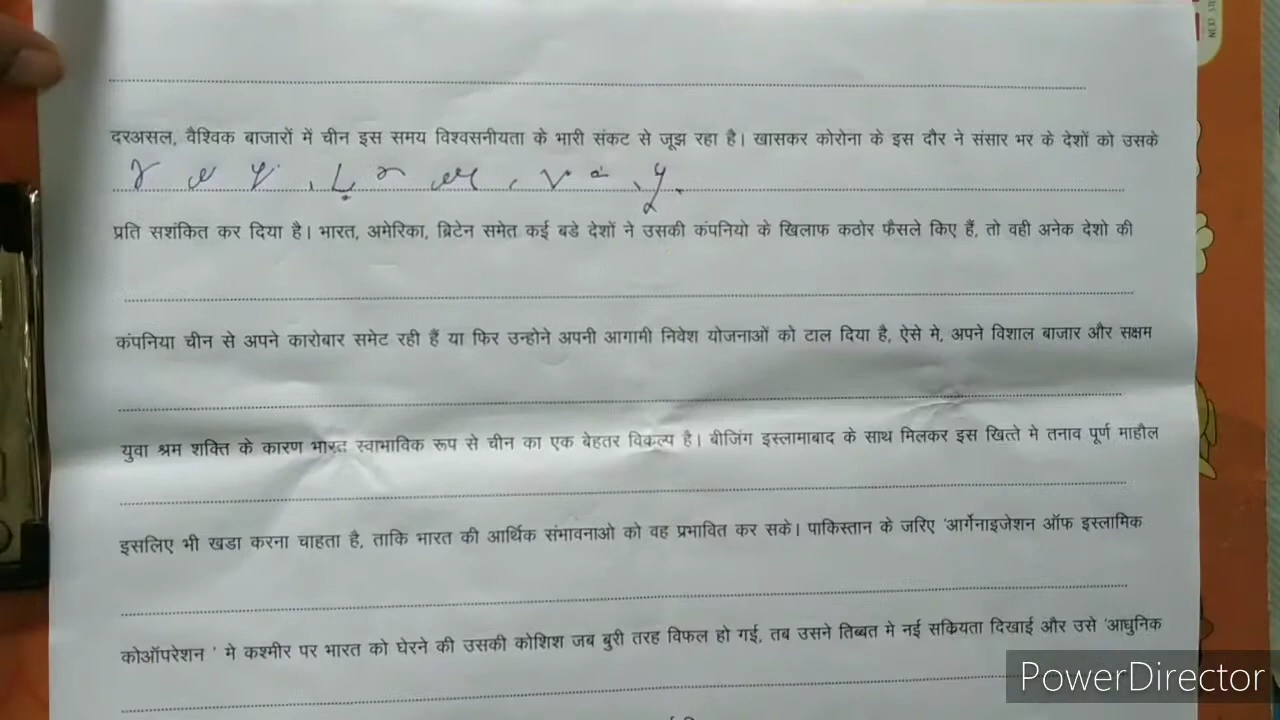 दरअसल, वैश्विक बाजारों में चीन इस समय विश्वसनीयता के भारी संकट से जूझ रहा है। खासकर कोरोना के इस दौर ने संसार भर के देशों को उसके
प्रति सशंकित कर दिया है। भारत, अमेरिका, ब्रिटेन समेत कई बडे देशों ने उसकी कंपनियो के खिलाफ कठोर फैसले किए हैं, तो वही अनेक देशो की
कंपनिया चीन से अपने कारोबार समेट रही हैं या फिर उन्होने अपनी आगामी निवेश योजनाओं को टाल दिया है, ऐसे मे, अपने विशाल बाजार और सक्षम
युवा श्रम शक्ति के कारण भारत स्वाभाविक रूप से चीन का एक बेहतर विकल्प है। बीजिंग इस्लामाबाद के साथ मिलकर इस खित्ते मे तनाव पूर्ण माहौल
इसलिए भी खडा करना चाहता है, ताकि भारत की आर्थिक संभावनाओ को वह प्रभावित कर सके। पाकिस्तान के जरिए 'आर्गेनाइजेशन ऑफ इस्लामिक
कोऑपरेशन ' मे कश्मीर पर भारत को घेरने की उसकी कोशिश जब बुरी तरह विफल हो गई, तब उसने तिब्बत मे नई सक्रियता दिखाई और उसे 'आधुनिक
PowerDirector